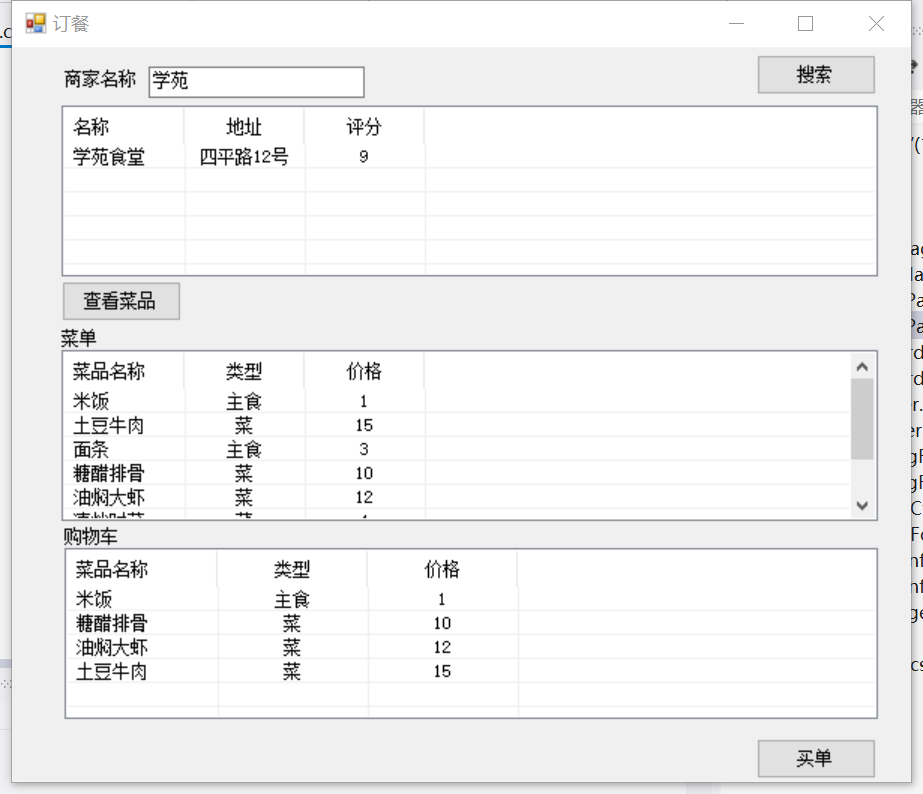 订餐
商家名称 学苑 搜索
名称 地址 评分
学苑食堂 四平路12号 9
查看菜品
菜单
菜品名称 类型 价格
米饭 主食 1
土豆牛肉 菜 15
面条 主食 3
糖醋排骨 菜 10
油焖大虾 菜 12
购物车
菜品名称 类型 价格
米饭 主食 1
糖醋排骨 菜 10
油焖大虾 菜 12
土豆牛肉 菜 15
买单